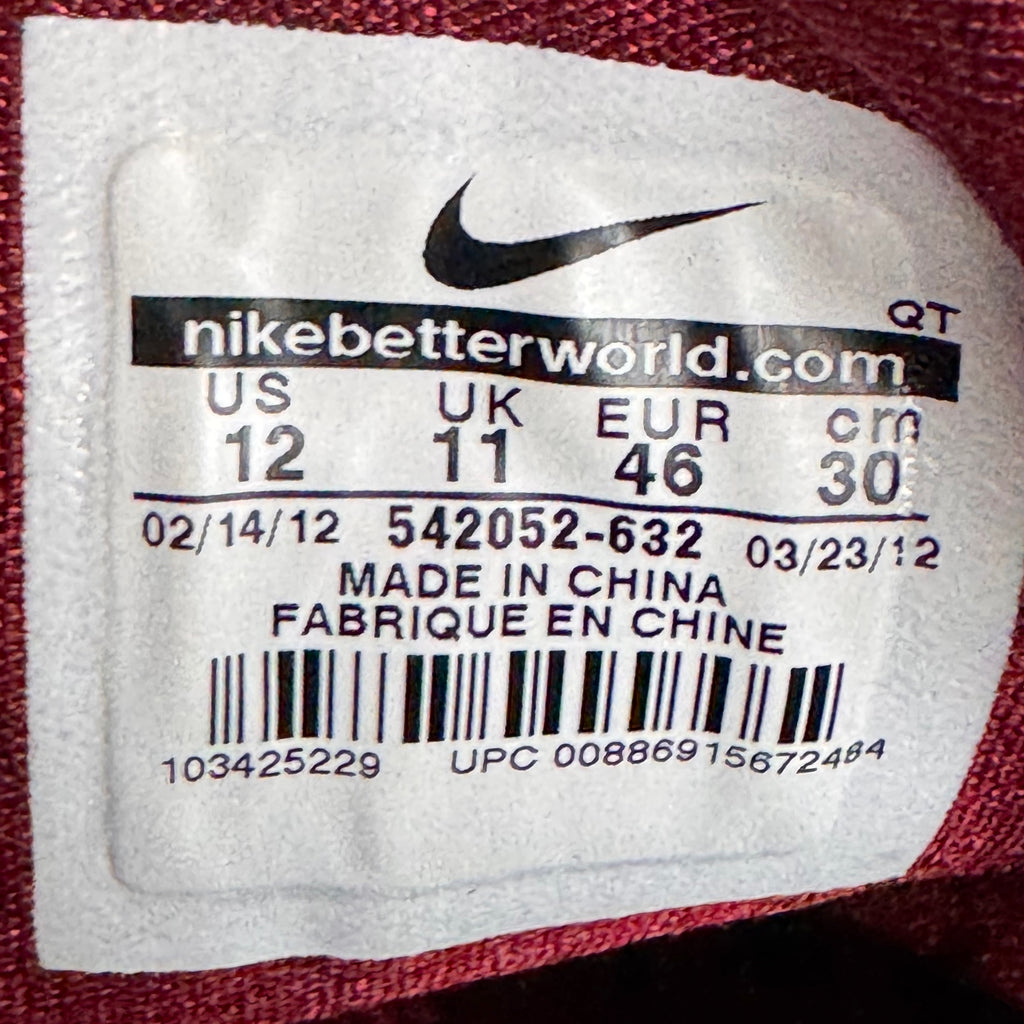 QT
nikebetterworld.com
US UK EUR cm
12 11 46 30
02/14/12 542052-632 03/23/12
MADE IN CHINA
FABRIQUE EN CHINE
103425229 UPC 00886915672484